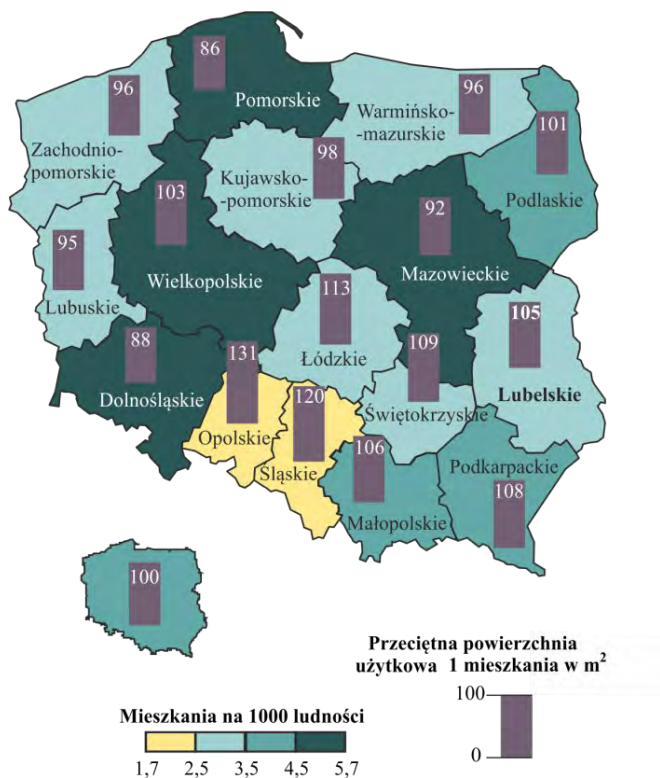 86
Pomorskie
96
Zachodnio-
pomorskie
96
Warmińsko-
-mazurskie
101
Podlaskie
98
Kujawsko-
-pomorskie
103
Wielkopolskie
92
Mazowieckie
95
Lubuskie
113
Łódzkie
105
Lubelskie
88
Dolnośląskie
131
Opolskie
120
Śląskie
109
Świętokrzyskie
106
Małopolskie
Podkarpackie
108
100
Przeciętna powierzchnia
użytkowa 1 mieszkania w m²
100
0
Mieszkania na 1000 ludności
1,7 2,5 3,5 4,5 5,7